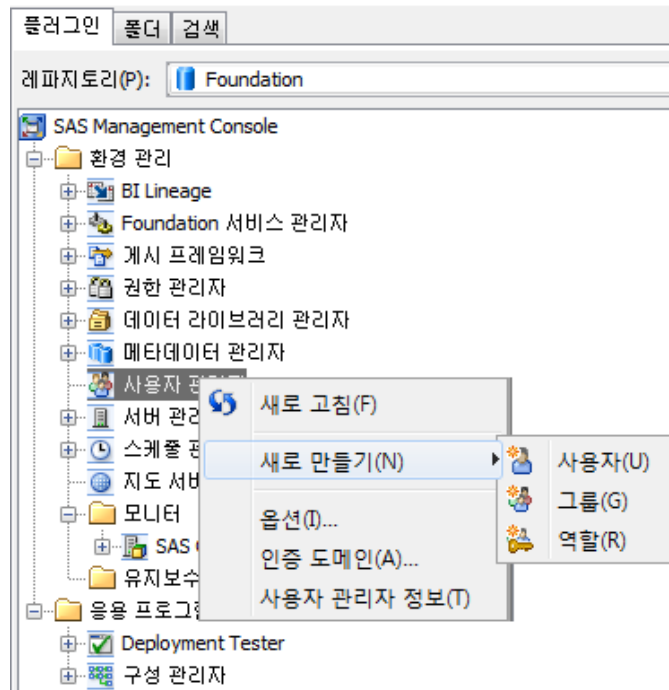 플러그인 폴더 검색
레파지토리(P): Foundation
SAS Management Console
환경 관리
BI Lineage
Foundation 서비스 관리자
게시 프레임워크
권한 관리자
데이터 라이브러리 관리자
메타데이터 관리자
사용자
서버
스케줄
지도
모니터
SAS
유지보수
응용
Deployment Tester
구성 관리자
새로 고침(F)
새로 만들기(N)
옵션(I)...
인증 도메인(A)...
사용자 관리자 정보(T)
사용자(U)
그룹(G)
역할(R)